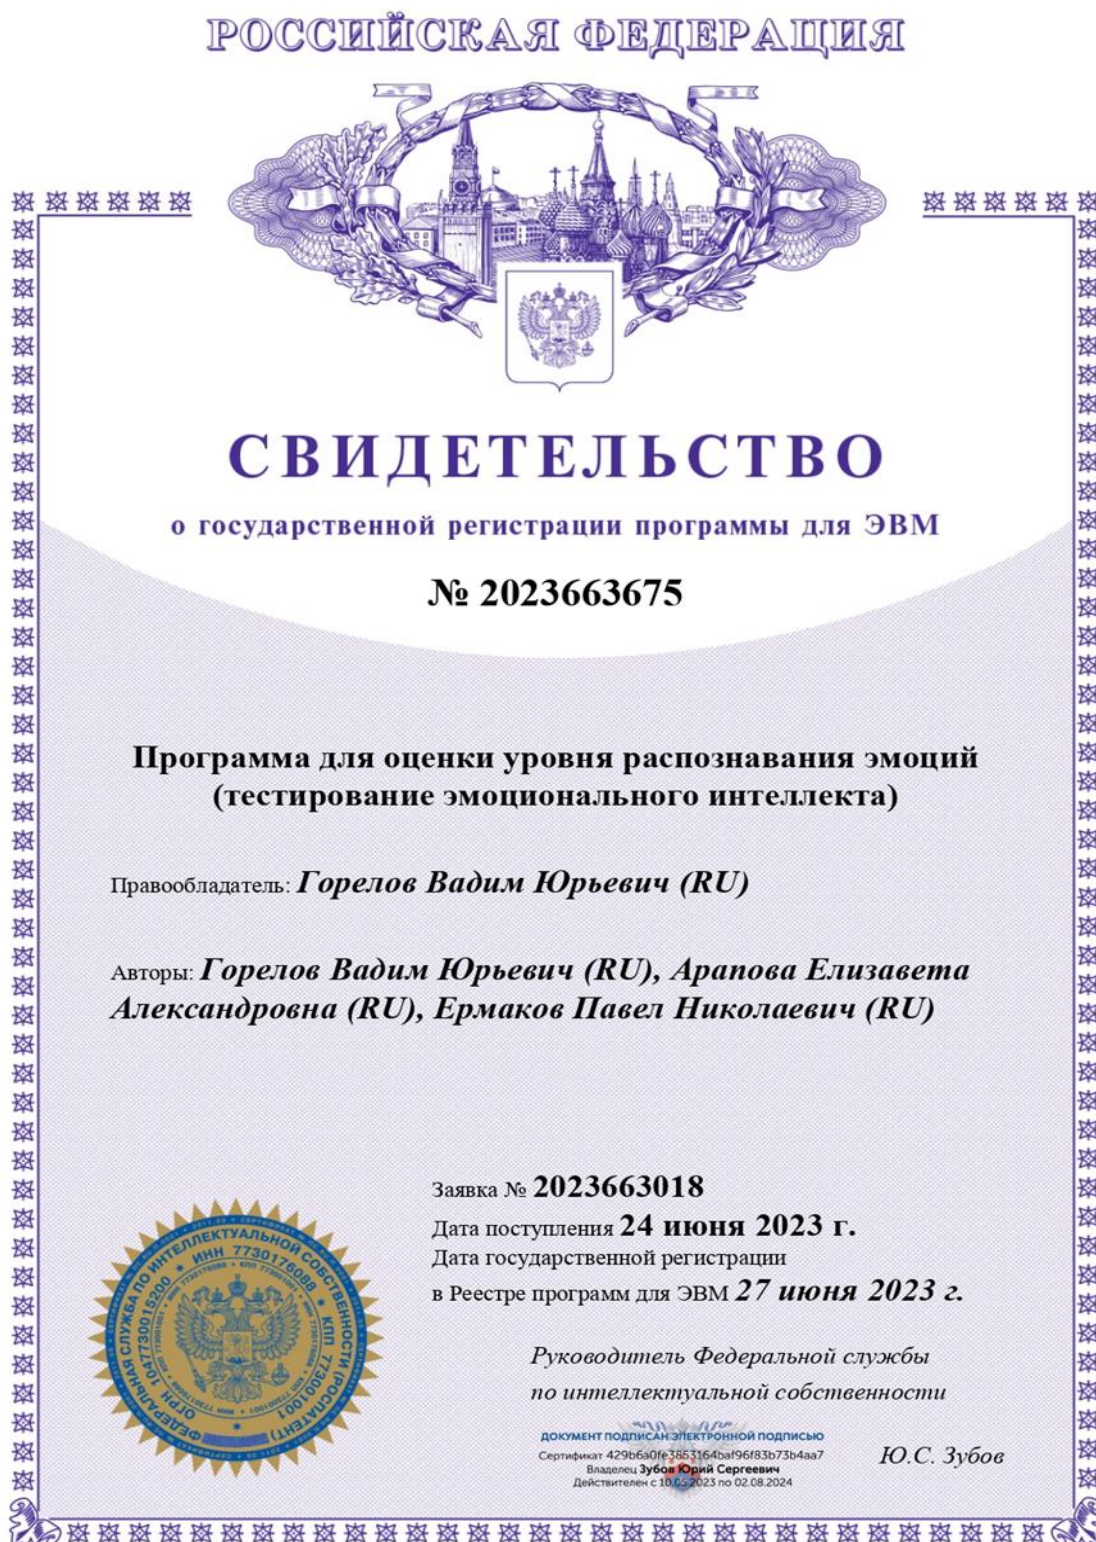 РОССИЙСКАЯ ФЕДЕРАЦИЯ
СВИДЕТЕЛЬСТВО
о государственной регистрации программы для ЭВМ
№ 2023663675
Программа для оценки уровня распознавания эмоций
(тестирование эмоционального интеллекта)
Правообладатель: Горелов Вадим Юрьевич (RU)
Авторы: Горелов Вадим Юрьевич (RU), Арапова Елизавета
Александровна (RU), Ермаков Павел Николаевич (RU)
Заявка № 2023663018
Дата поступления 24 июня 2023 г.
Дата государственной регистрации
в Реестре программ для ЭВМ 27 июня 2023 г.
Руководитель Федеральной службы
по интеллектуальной собственности
ДОКУМЕНТ ПОДПИСАН ЭЛЕКТРОННОЙ ПОДПИСЬЮ
Сертификат 429b6a0fe3853164baf96f83b73b4aa7
Владелец Зубов Юрий Сергеевич
Действителен с 10.05.2023 по 02.08.2024
Ю.С. Зубов
ФЕДЕРАЛЬНАЯ СЛУЖБА ПО ИНТЕЛЛЕКТУАЛЬНОЙ СОБСТВЕННОСТИ (РОСПАТЕНТ)
ОГРН 1047730015200 * ИНН 7730176088 * КПП 773001001